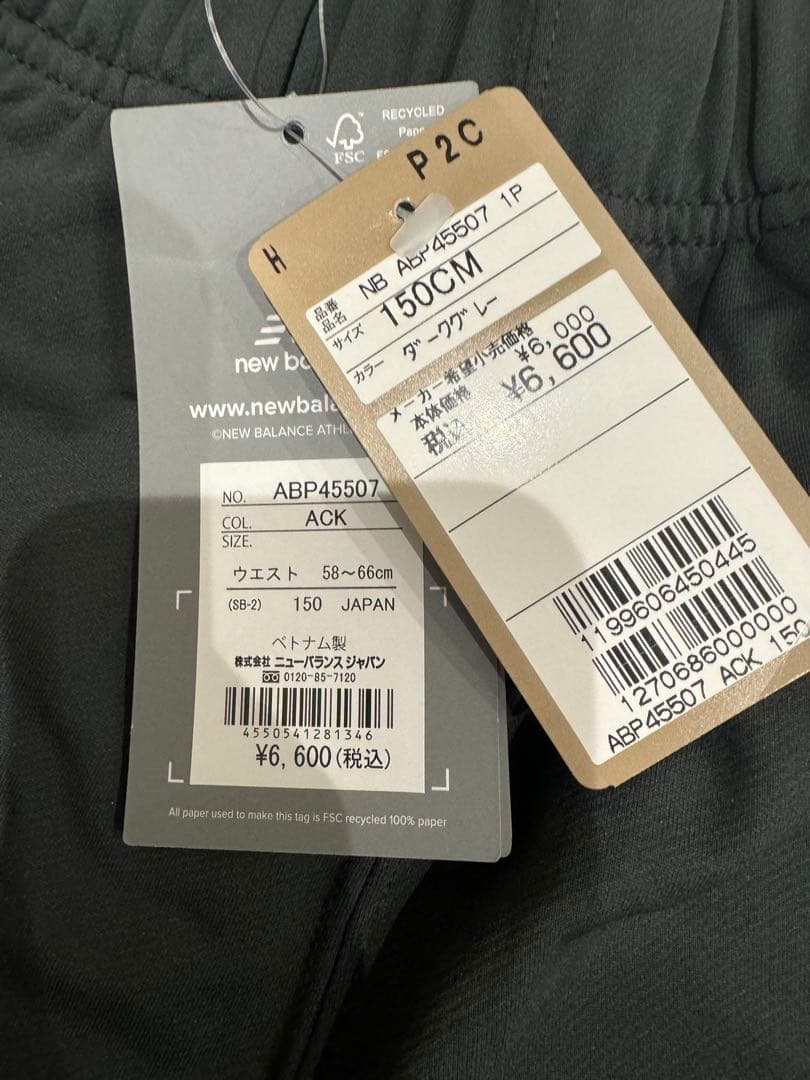 RECYCLED
FSC
new
www.newbala
©NEW BALANCE ATHL
NO. ABP45507
COL. ACK
SIZE.
ウエスト 58～66cm
(SB-2) 150 JAPAN
ベトナム製
株式会社 ニューバランス ジャパン
0120-85-7120
4550541281346
¥6,600(税込)
All paper used to make this tag is FSC recycled 100% paper
P2C
H
品番 NB ABP45507 1P
品名
サイズ 150CM
カラー ダークグレー
メーカー希望小売価格
本体価格 ¥6,000
税込 ¥6,600
1199606450445
1270686000000
ABP45507 ACK 150